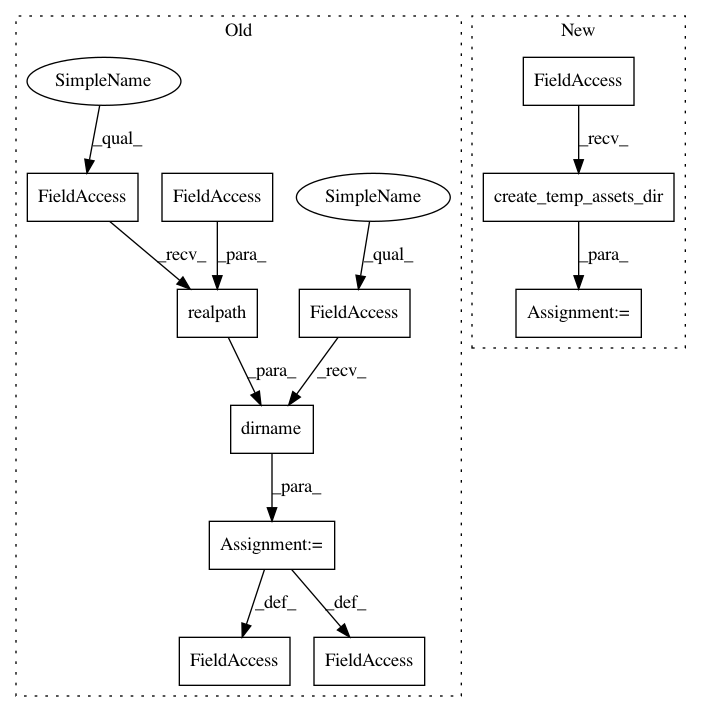 Old
New
SimpleName
FieldAccess
_qual_
_recv_
FieldAccess
FieldAccess
SimpleName
create_temp_assets_dir
_recv_
_para_
_qual_
_para_
realpath
FieldAccess
Assignment:=
_para_
_recv_
dirname
_para_
Assignment:=
_def_
_def_
FieldAccess
FieldAccess